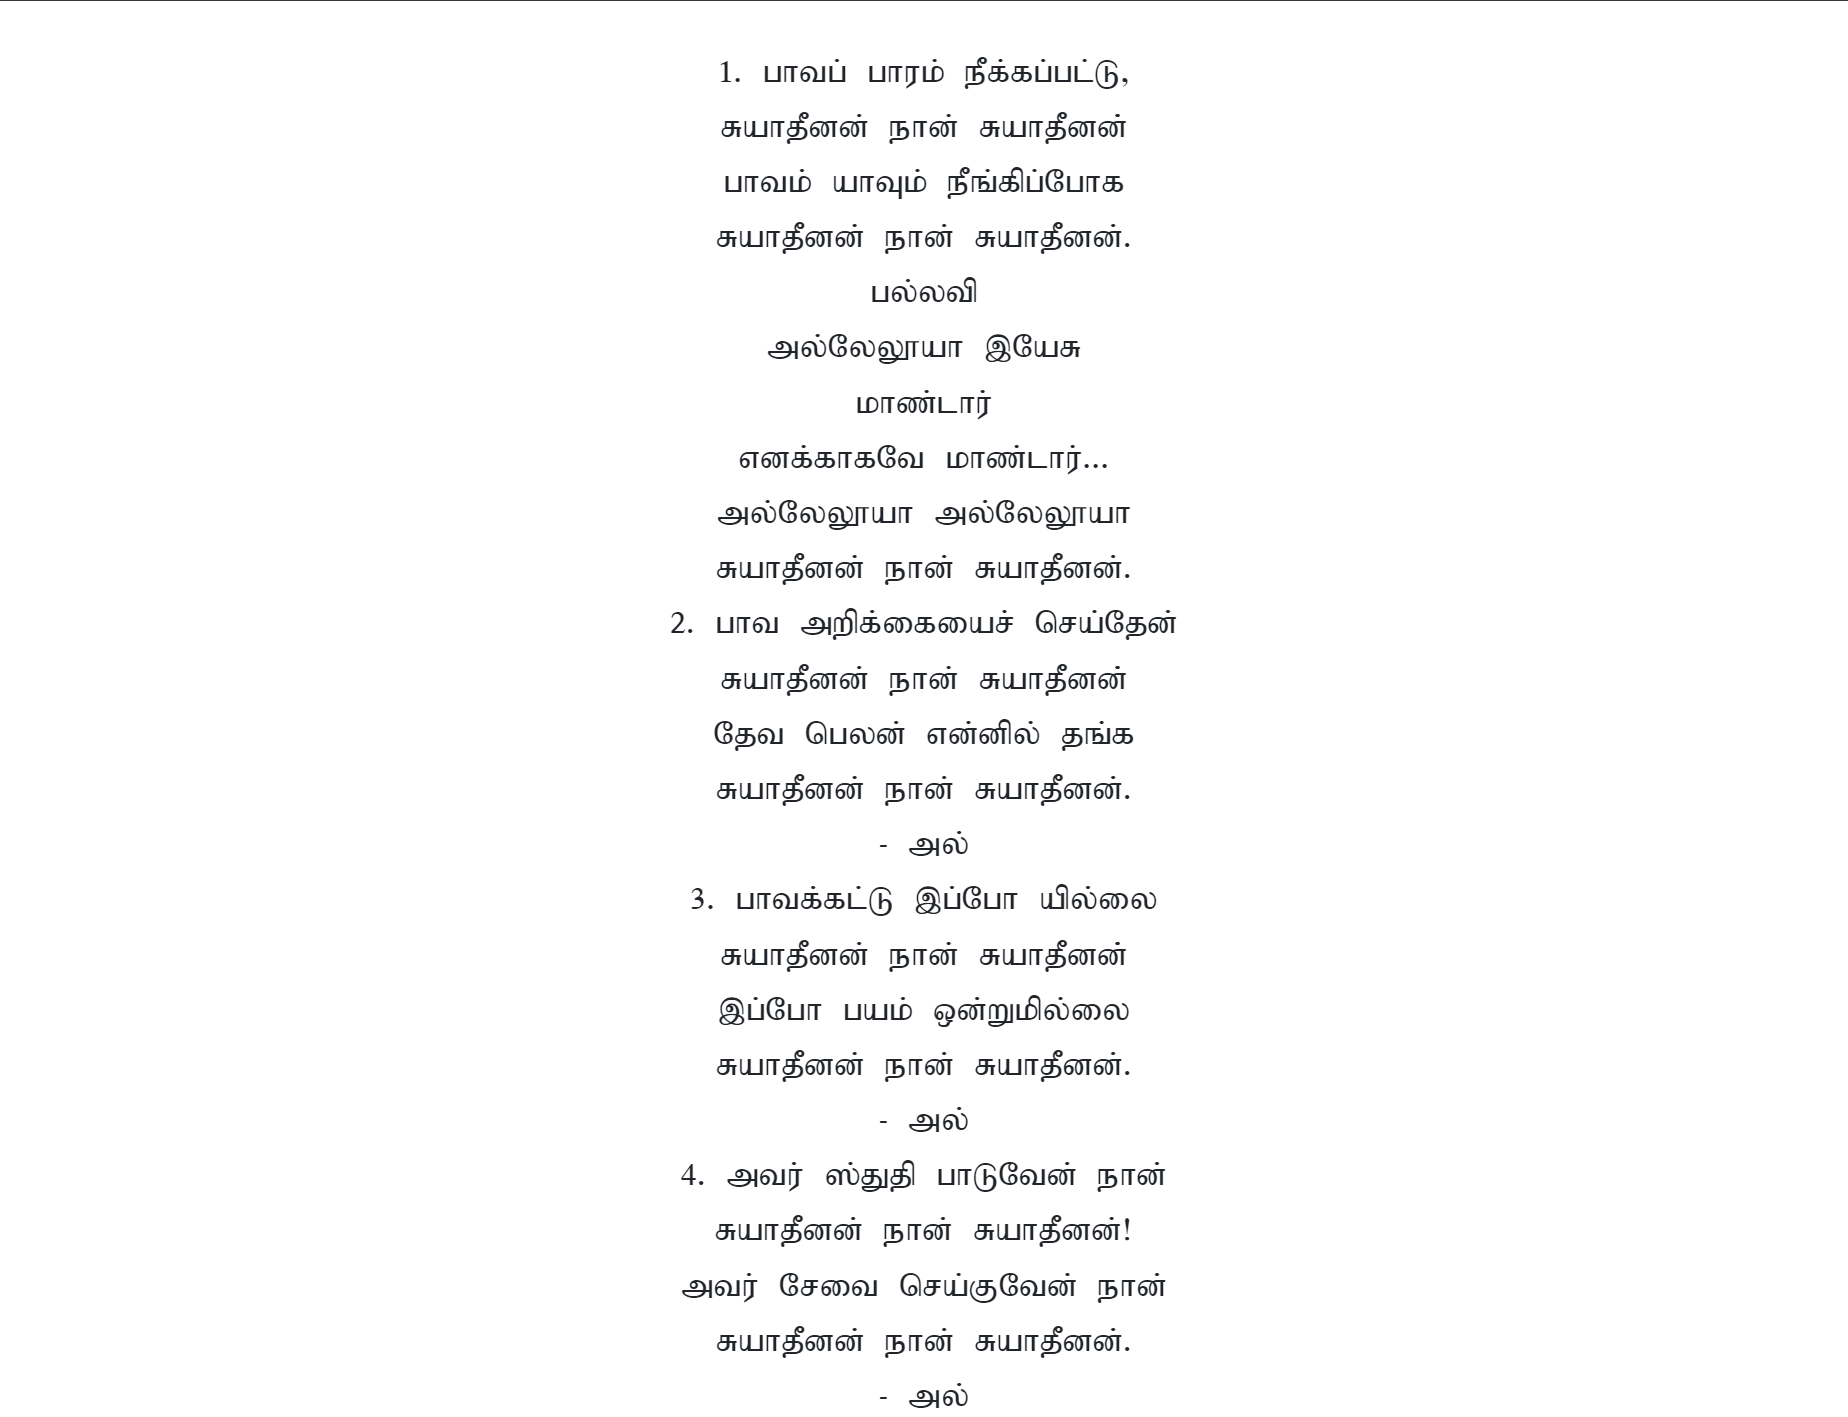 1. பாவப் பாரம் நீக்கப்பட்டு,
சுயாதீனன் நான் சுயாதீனன்
பாவம் யாவும் நீங்கிப்போக
சுயாதீனன் நான் சுயாதீனன்.
பல்லவி
அல்லேலூயா இயேசு
மாண்டார்
எனக்காகவே மாண்டார்...
அல்லேலூயா அல்லேலூயா
சுயாதீனன் நான் சுயாதீனன்.
2. பாவ அறிக்கையைச் செய்தேன்
சுயாதீனன் நான் சுயாதீனன்
தேவ பெலன் என்னில் தங்க
சுயாதீனன் நான் சுயாதீனன்.
- அல்
3. பாவக்கட்டு இப்போ யில்லை
சுயாதீனன் நான் சுயாதீனன்
இப்போ பயம் ஒன்றுமில்லை
சுயாதீனன் நான் சுயாதீனன்.
- அல்
4. அவர் ஸ்துதி பாடுவேன் நான்
சுயாதீனன் நான் சுயாதீனன்!
அவர் சேவை செய்குவேன் நான்
சுயாதீனன் நான் சுயாதீனன்.
- அல்